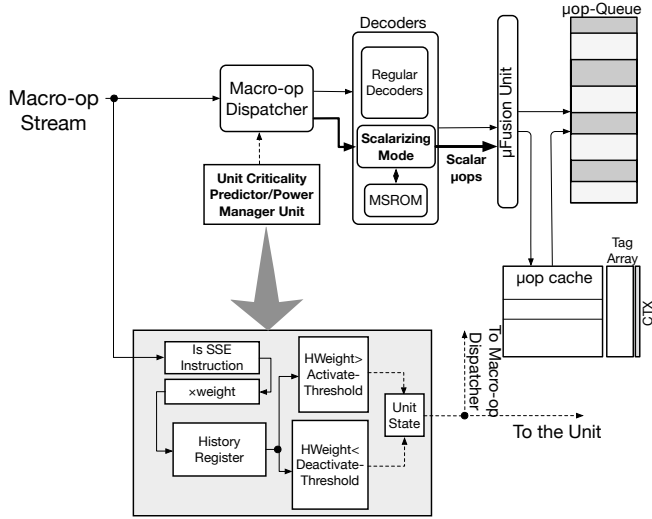 µop-Queue
Decoders
Macro-op
Stream
Macro-op
Dispatcher
Regular
Decoders
Scalarizing
Mode
MSROM
Scalar
µops
µFusion Unit
Unit Criticality
Predictor/Power
Manager Unit
µop cache
Tag
Array
CTX
Is SSE
Instruction
×weight
History
Register
HWeight>
Activate-
Threshold
HWeight<
Deactivate-
Threshold
Unit
State
To Macro-op
Dispatcher
To the Unit